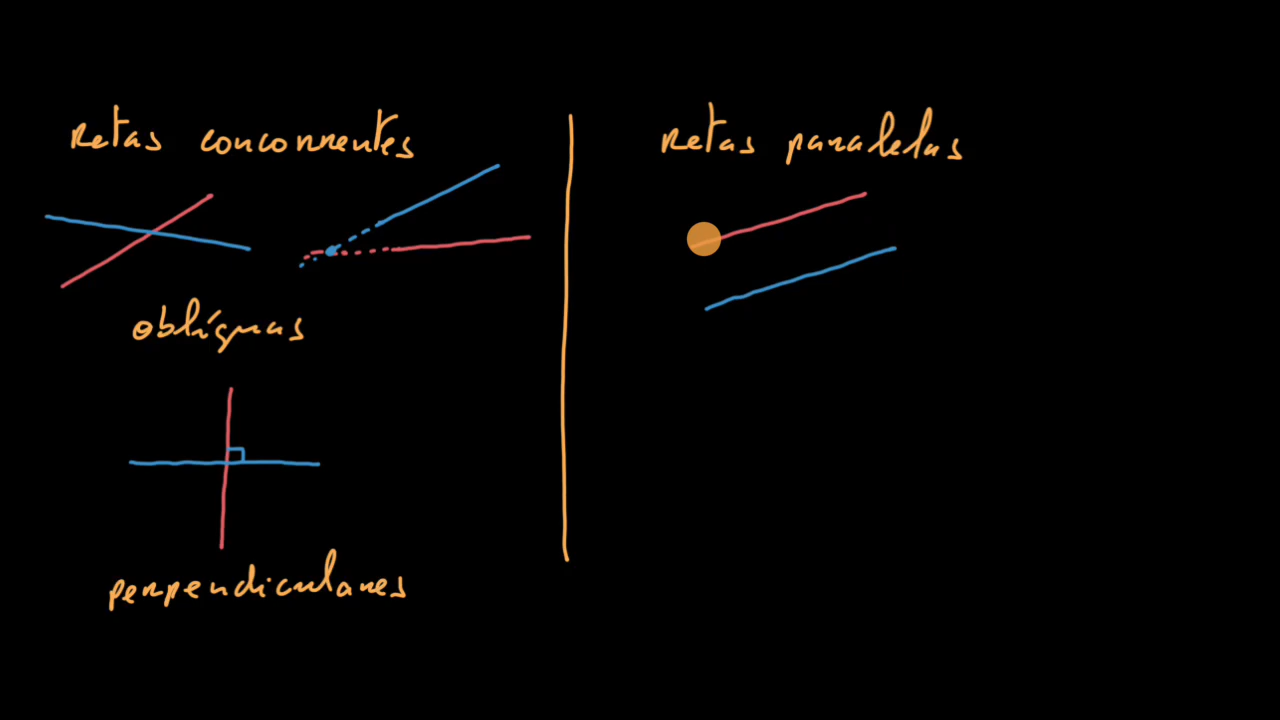 Retas concorrentes
oblíquas
perpendiculares
Retas paralelas